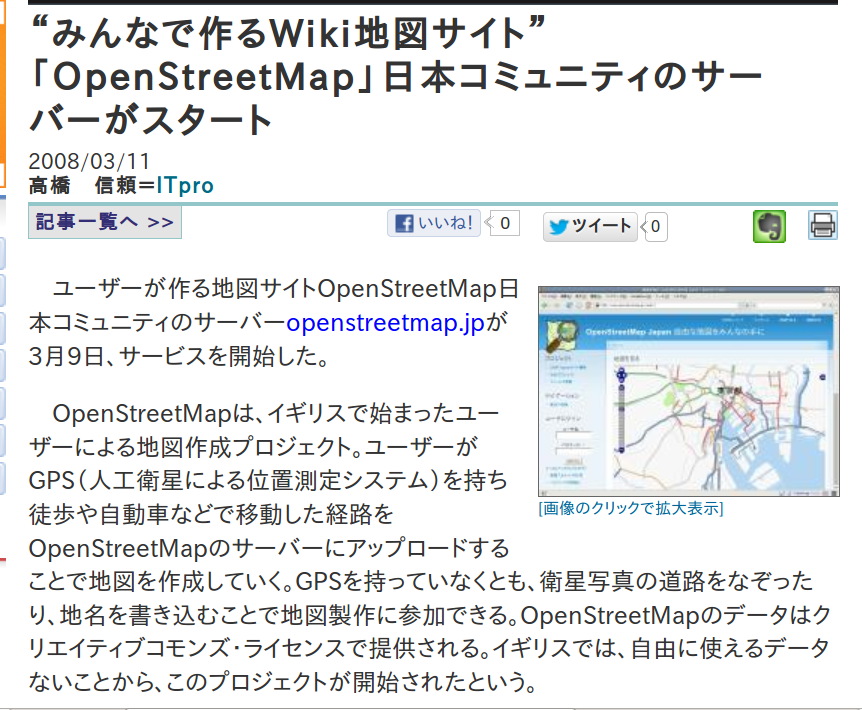 “みんなで作るWiki地図サイト”
「OpenStreetMap」日本コミュニティのサー
バーがスタート
2008/03/11
高橋　信頼＝ITpro
記事一覧へ >>
いいね! 0
ツイート 0
　ユーザーが作る地図サイトOpenStreetMap日
本コミュニティのサーバーopenstreetmap.jpが
3月9日、サービスを開始した。
　OpenStreetMapは、イギリスで始まったユー
ザーによる地図作成プロジェクト。ユーザーが
GPS（人工衛星による位置測定システム）を持ち
徒歩や自動車などで移動した経路を
OpenStreetMapのサーバーにアップロードする
ことで地図を作成していく。GPSを持っていなくとも、衛星写真の道路をなぞった
り、地名を書き込むことで地図製作に参加できる。OpenStreetMapのデータはク
リエイティブコモンズ・ライセンスで提供される。イギリスでは、自由に使えるデータ
ないことから、このプロジェクトが開始されたという。
OpenStreetMap Japan 自由な地図をみんなの手に
東京都
[画像のクリックで拡大表示]